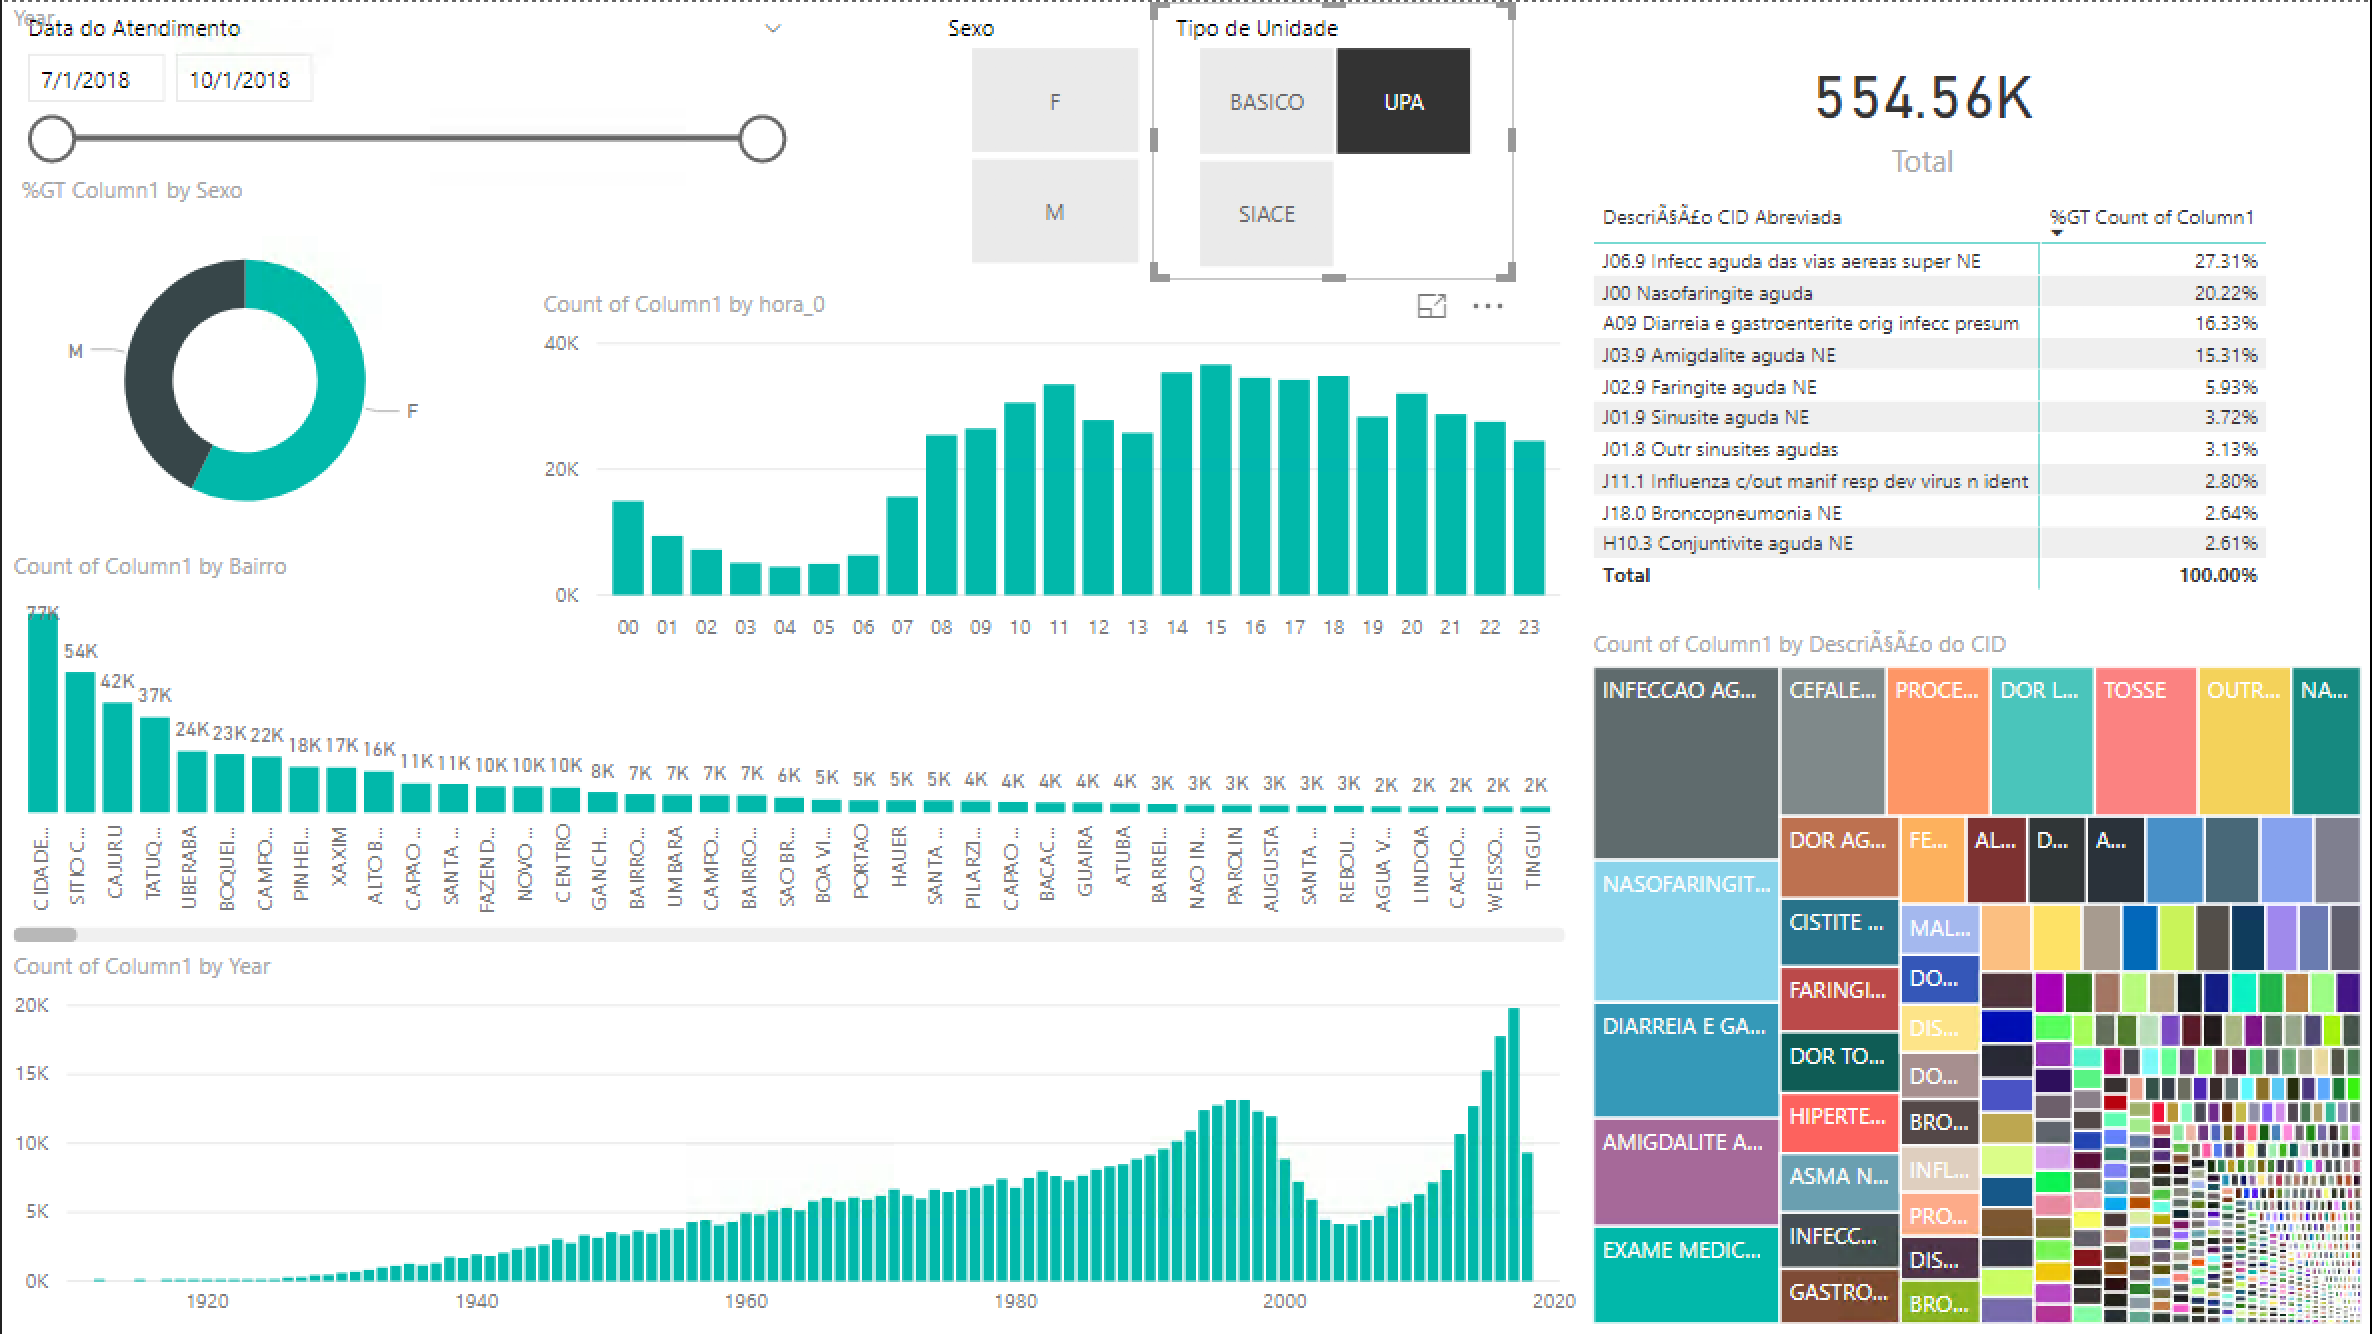 Year
Data do Atendimento
7/1/2018
10/1/2018
Sexo
F
M
Tipo de Unidade
BASICO
UPA
SIACE
554.56K
Total
%GT Column1 by Sexo
M
F
Count of Column1 by hora_0
40K
20K
0K
00 01 02 03 04 05 06 07 08 09 10 11 12 13 14 15 16 17 18 19 20 21 22 23
DescriÃ§Ã£o CID Abreviada %GT Count of Column1
J06.9 Infecc aguda das vias aereas super NE 27.31%
J00 Nasofaringite aguda 20.22%
A09 Diarreia e gastroenterite orig infecc presum 16.33%
J03.9 Amigdalite aguda NE 15.31%
J02.9 Faringite aguda NE 5.93%
J01.9 Sinusite aguda NE 3.72%
J01.8 Outr sinusites agudas 3.13%
J11.1 Influenza c/out manif resp dev virus n ident 2.80%
J18.0 Broncopneumonia NE 2.64%
H10.3 Conjuntivite aguda NE 2.61%
Total 100.00%
Count of Column1 by Bairro
77K 54K 42K 37K 24K 23K 22K 18K 17K 16K 11K 11K 10K 10K 10K 8K 7K 7K 7K 7K 6K 5K 5K 5K 5K 4K 4K 4K 4K 4K 3K 3K 3K 3K 3K 3K 2K 2K 2K 2K 2K
CIDADE...
SITIO C...
CAJURU
TATUQ...
UBERABA
BOQUEI...
CAMPO...
PINHEI...
XAXIM
ALTO B...
CAPAO ...
SANTA ...
FAZEND...
NOVO ...
CENTRO
GANCH...
BAIRRO...
UMBARA
CAMPO...
BAIRRO...
SAO BR...
BOA VI...
PORTAO
HAUER
SANTA ...
PILARZI...
CAPAO ...
BACAC...
GUAIRA
ATUBA
BARREI...
NAO IN...
PAROLIN
AUGUSTA
SANTA ...
REBOU...
AGUA V...
LINDOIA
CACHO...
WEISSO...
TINGUI
Count of Column1 by Year
20K
15K
10K
5K
0K
1920 1940 1960 1980 2000 2020
Count of Column1 by DescriÃ§Ã£o do CID
INFECCAO AG...
NASOFARINGIT...
DIARREIA E GA...
AMIGDALITE A...
EXAME MEDIC...
CEFALE...
PROCE...
DOR L...
TOSSE
OUTR...
NA...
DOR AG...
CISTITE ...
FARINGI...
DOR TO...
HIPERTE...
ASMA N...
INFECC...
GASTRO...
FE...
AL...
D...
A...
MAL...
DO...
DIS...
DO...
BRO...
INFL...
PRO...
DIS...
BRO...